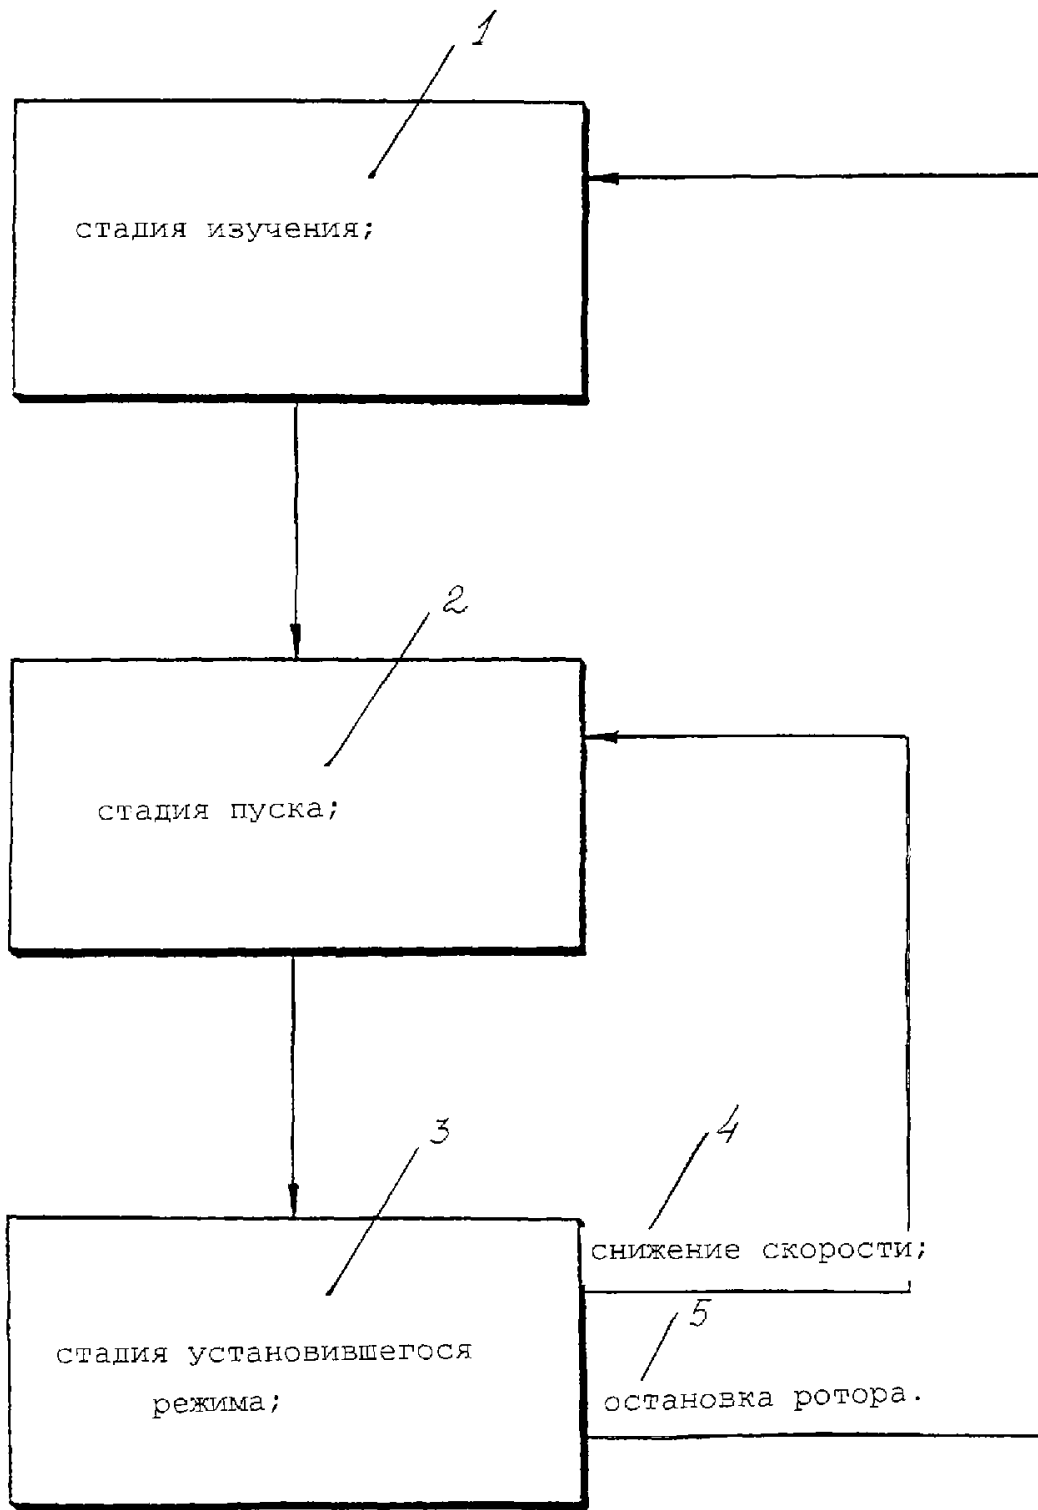 1
стадия изучения;
2
стадия пуска;
3
4
снижение скорости;
5
стадия установившегося
режима;
остановка ротора.